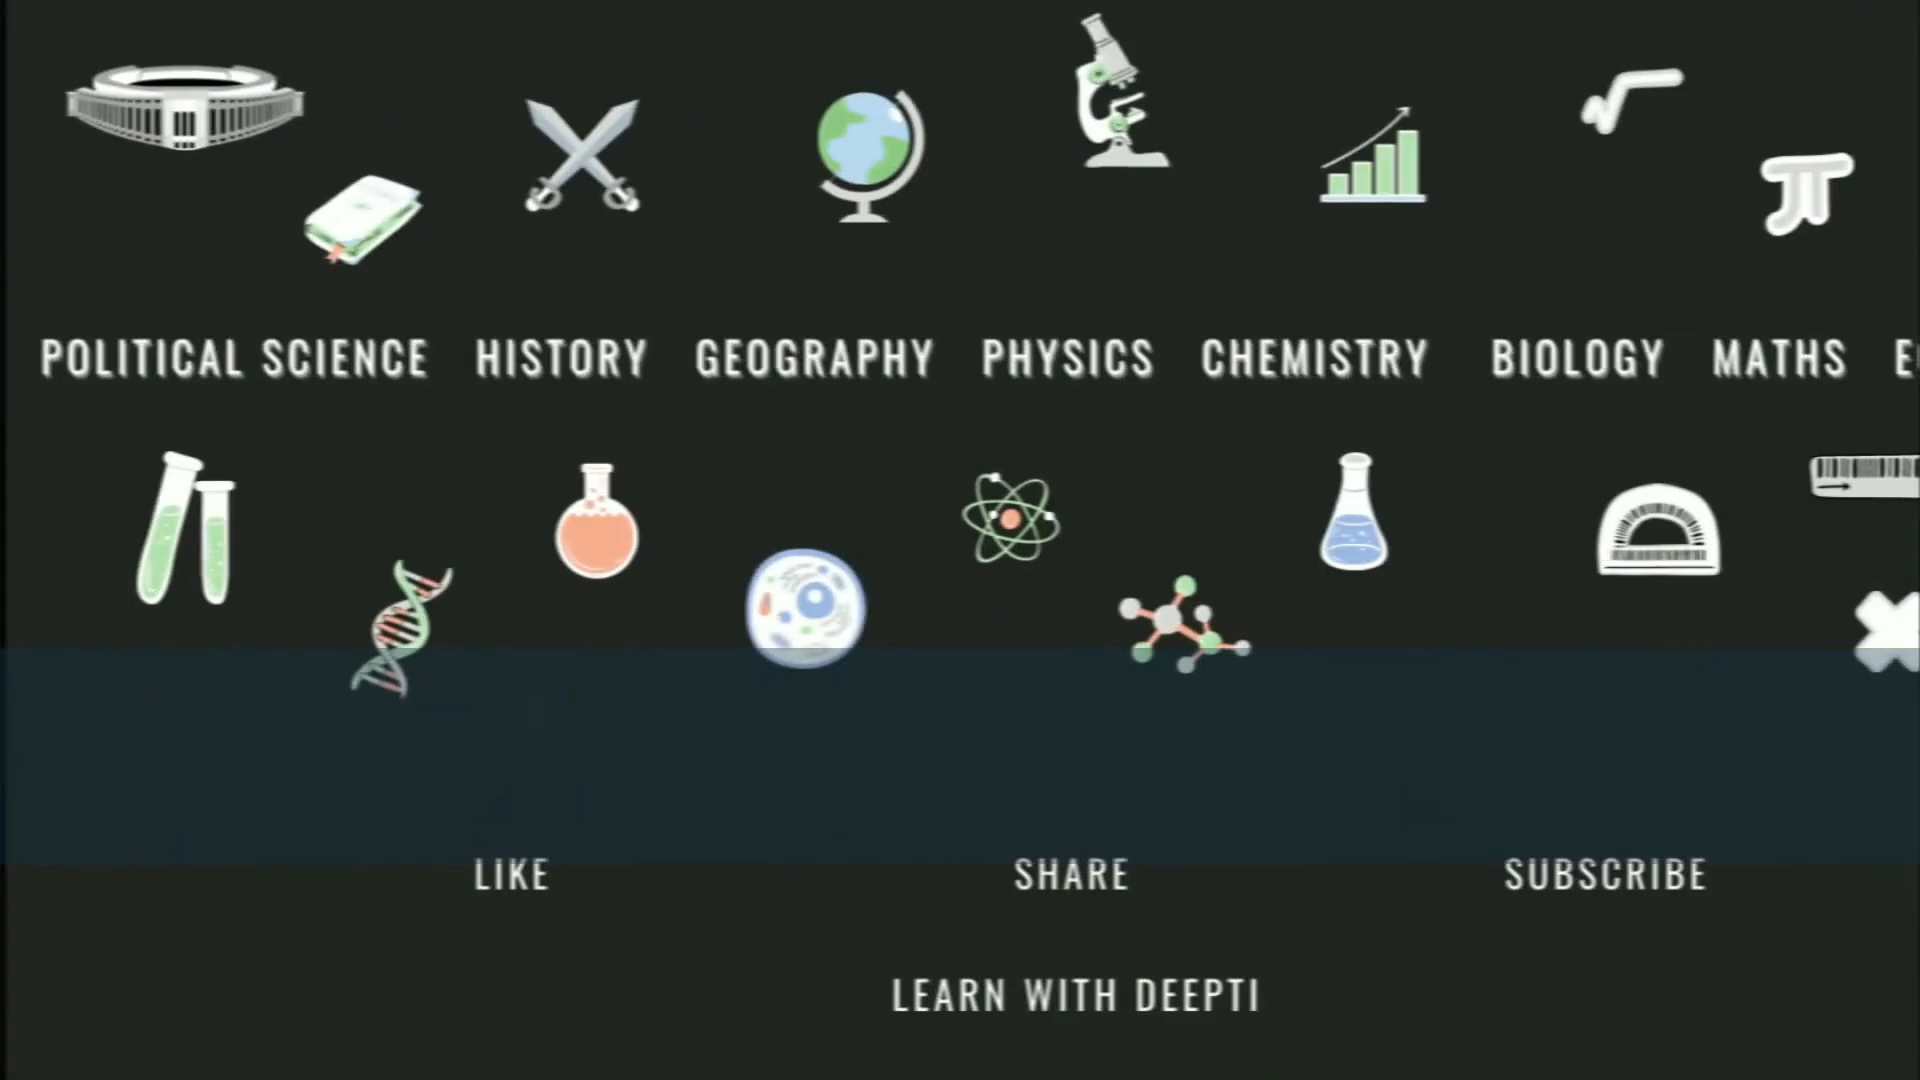 POLITICAL SCIENCE HISTORY GEOGRAPHY PHYSICS CHEMISTRY BIOLOGY MATHS
LIKE SHARE SUBSCRIBE
LEARN WITH DEEPTI